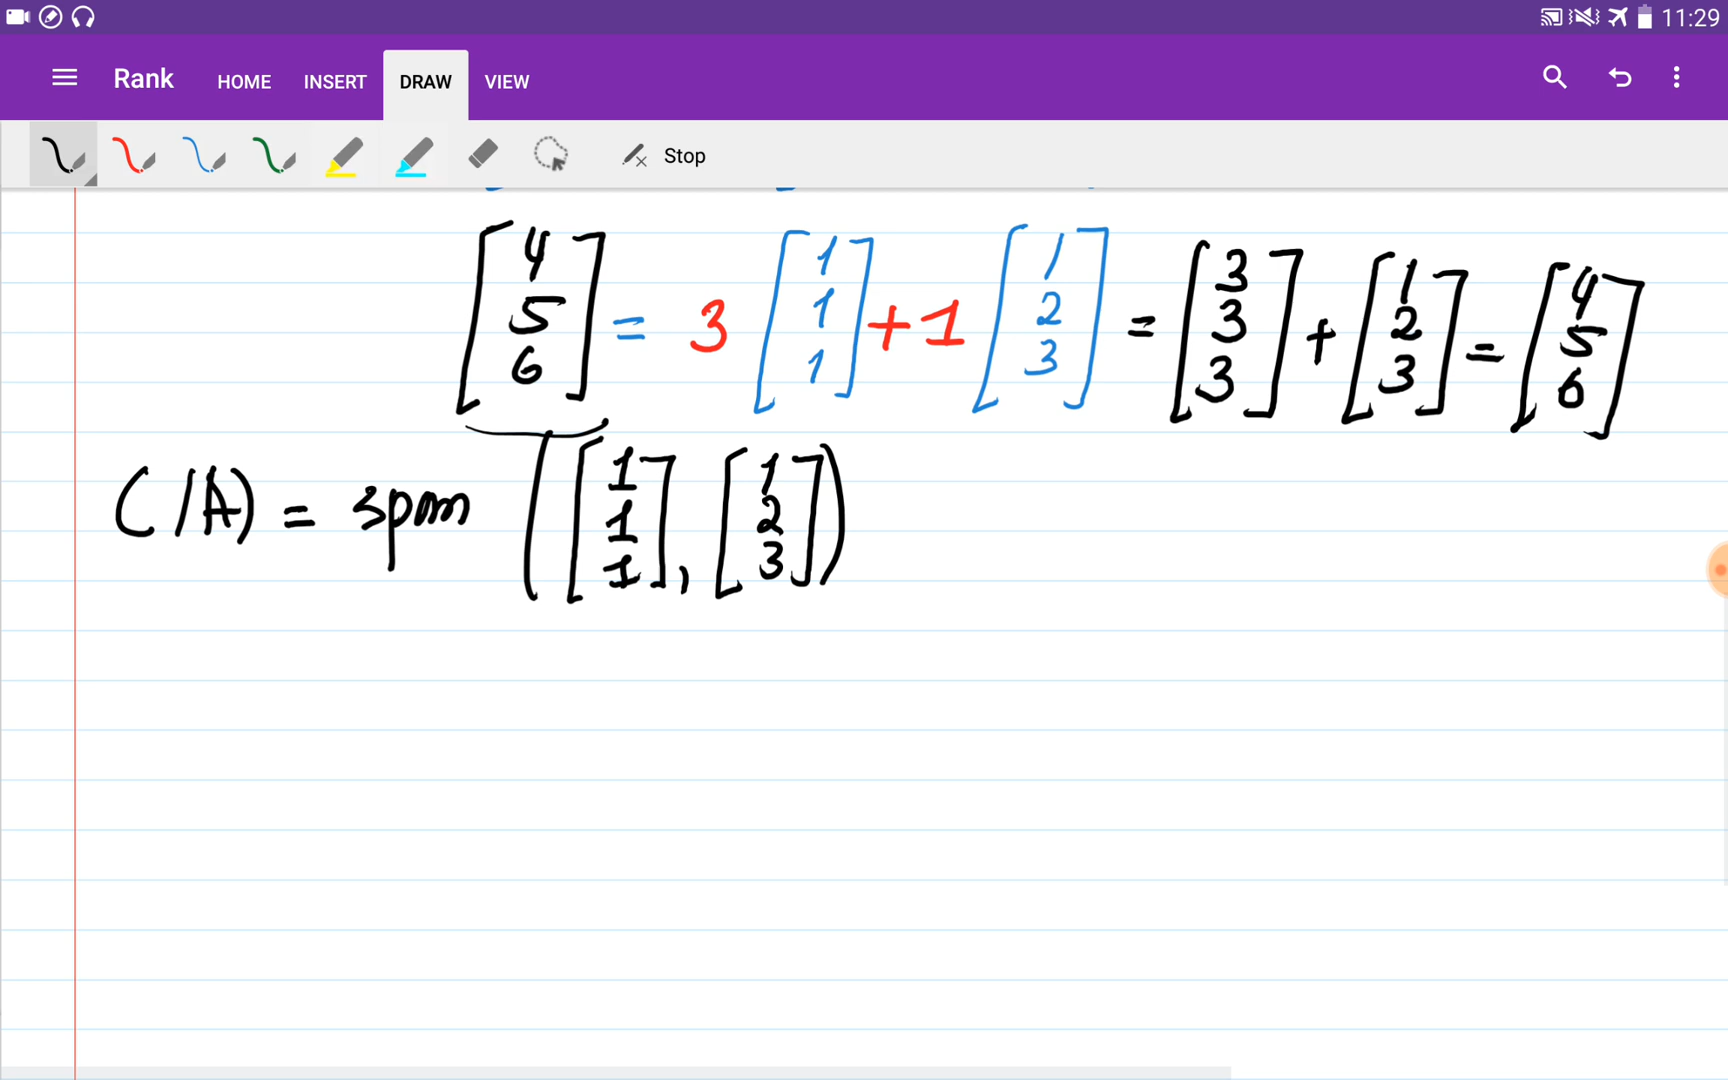 11:29
Rank HOME INSERT DRAW VIEW
Stop
[4 5 6] = 3 [1 1 1] + 1 [1 2 3] = [3 3 3] + [1 2 3] = [4 5 6]
C(A) = span ([1 1 1], [1 2 3])